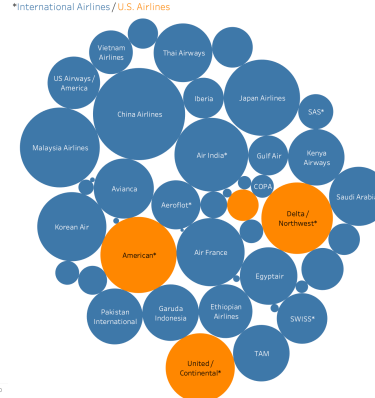 *International Airlines / U.S. Airlines
Vietnam
Airlines
Thai Airways
US Airways /
America
Iberia
Japan Airlines
China Airlines
SAS*
Malaysia Airlines
Air India*
Gulf Air
Kenya
Airways
Avianca
COPA
Saudi Arabia
Aeroflot*
Delta /
Northwest*
Korean Air
American*
Air France
Egyptair
Pakistan
International
Garuda
Indonesia
Ethiopian
Airlines
SWISS*
TAM
United /
Continental*